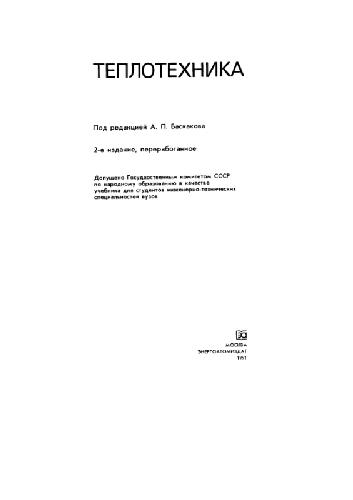 ТЕПЛОТЕХНИКА
Под редакцией А. П. Баскакова
2-е издание, переработанное
Допущено Государственным комитетом СССР
по народному образованию в качестве
учебника для студентов инженерно-технических
специальностей вузов
МОСКВА
ЭНЕРГОАТОМИЗДАТ
1991